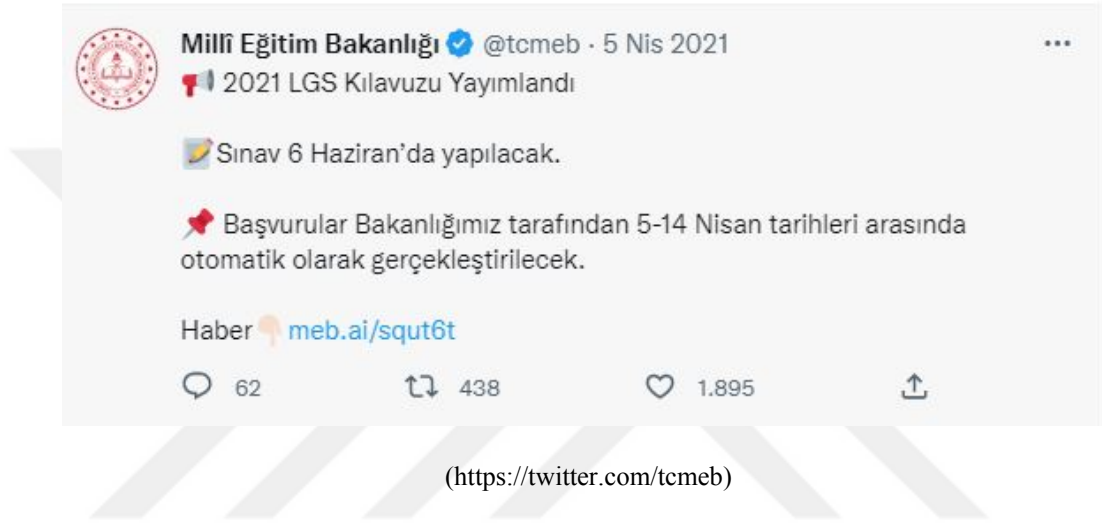 Millî Eğitim Bakanlığı @tcmeb · 5 Nis 2021
2021 LGS Kılavuzu Yayımlandı
Sınav 6 Haziran’da yapılacak.
Başvurular Bakanlığımız tarafından 5-14 Nisan tarihleri arasında
otomatik olarak gerçekleştirilecek.
Haber meb.ai/squt6t
62 438 1.895
(https://twitter.com/tcmeb)